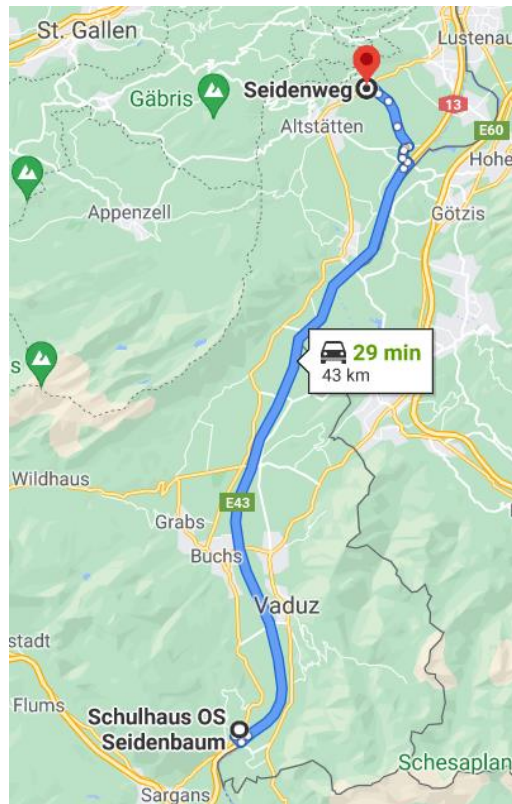 St. Gallen
Lustenau
Gäbris
Seidenweg
13
Altstätten
E60
Hohe
Appenzell
Götzis
s
29 min
43 km
Wildhaus
E43
Grabs
Buchs
Vaduz
stadt
Flums
Schulhaus OS
Seidenbaum
Schesaplan
Sargans